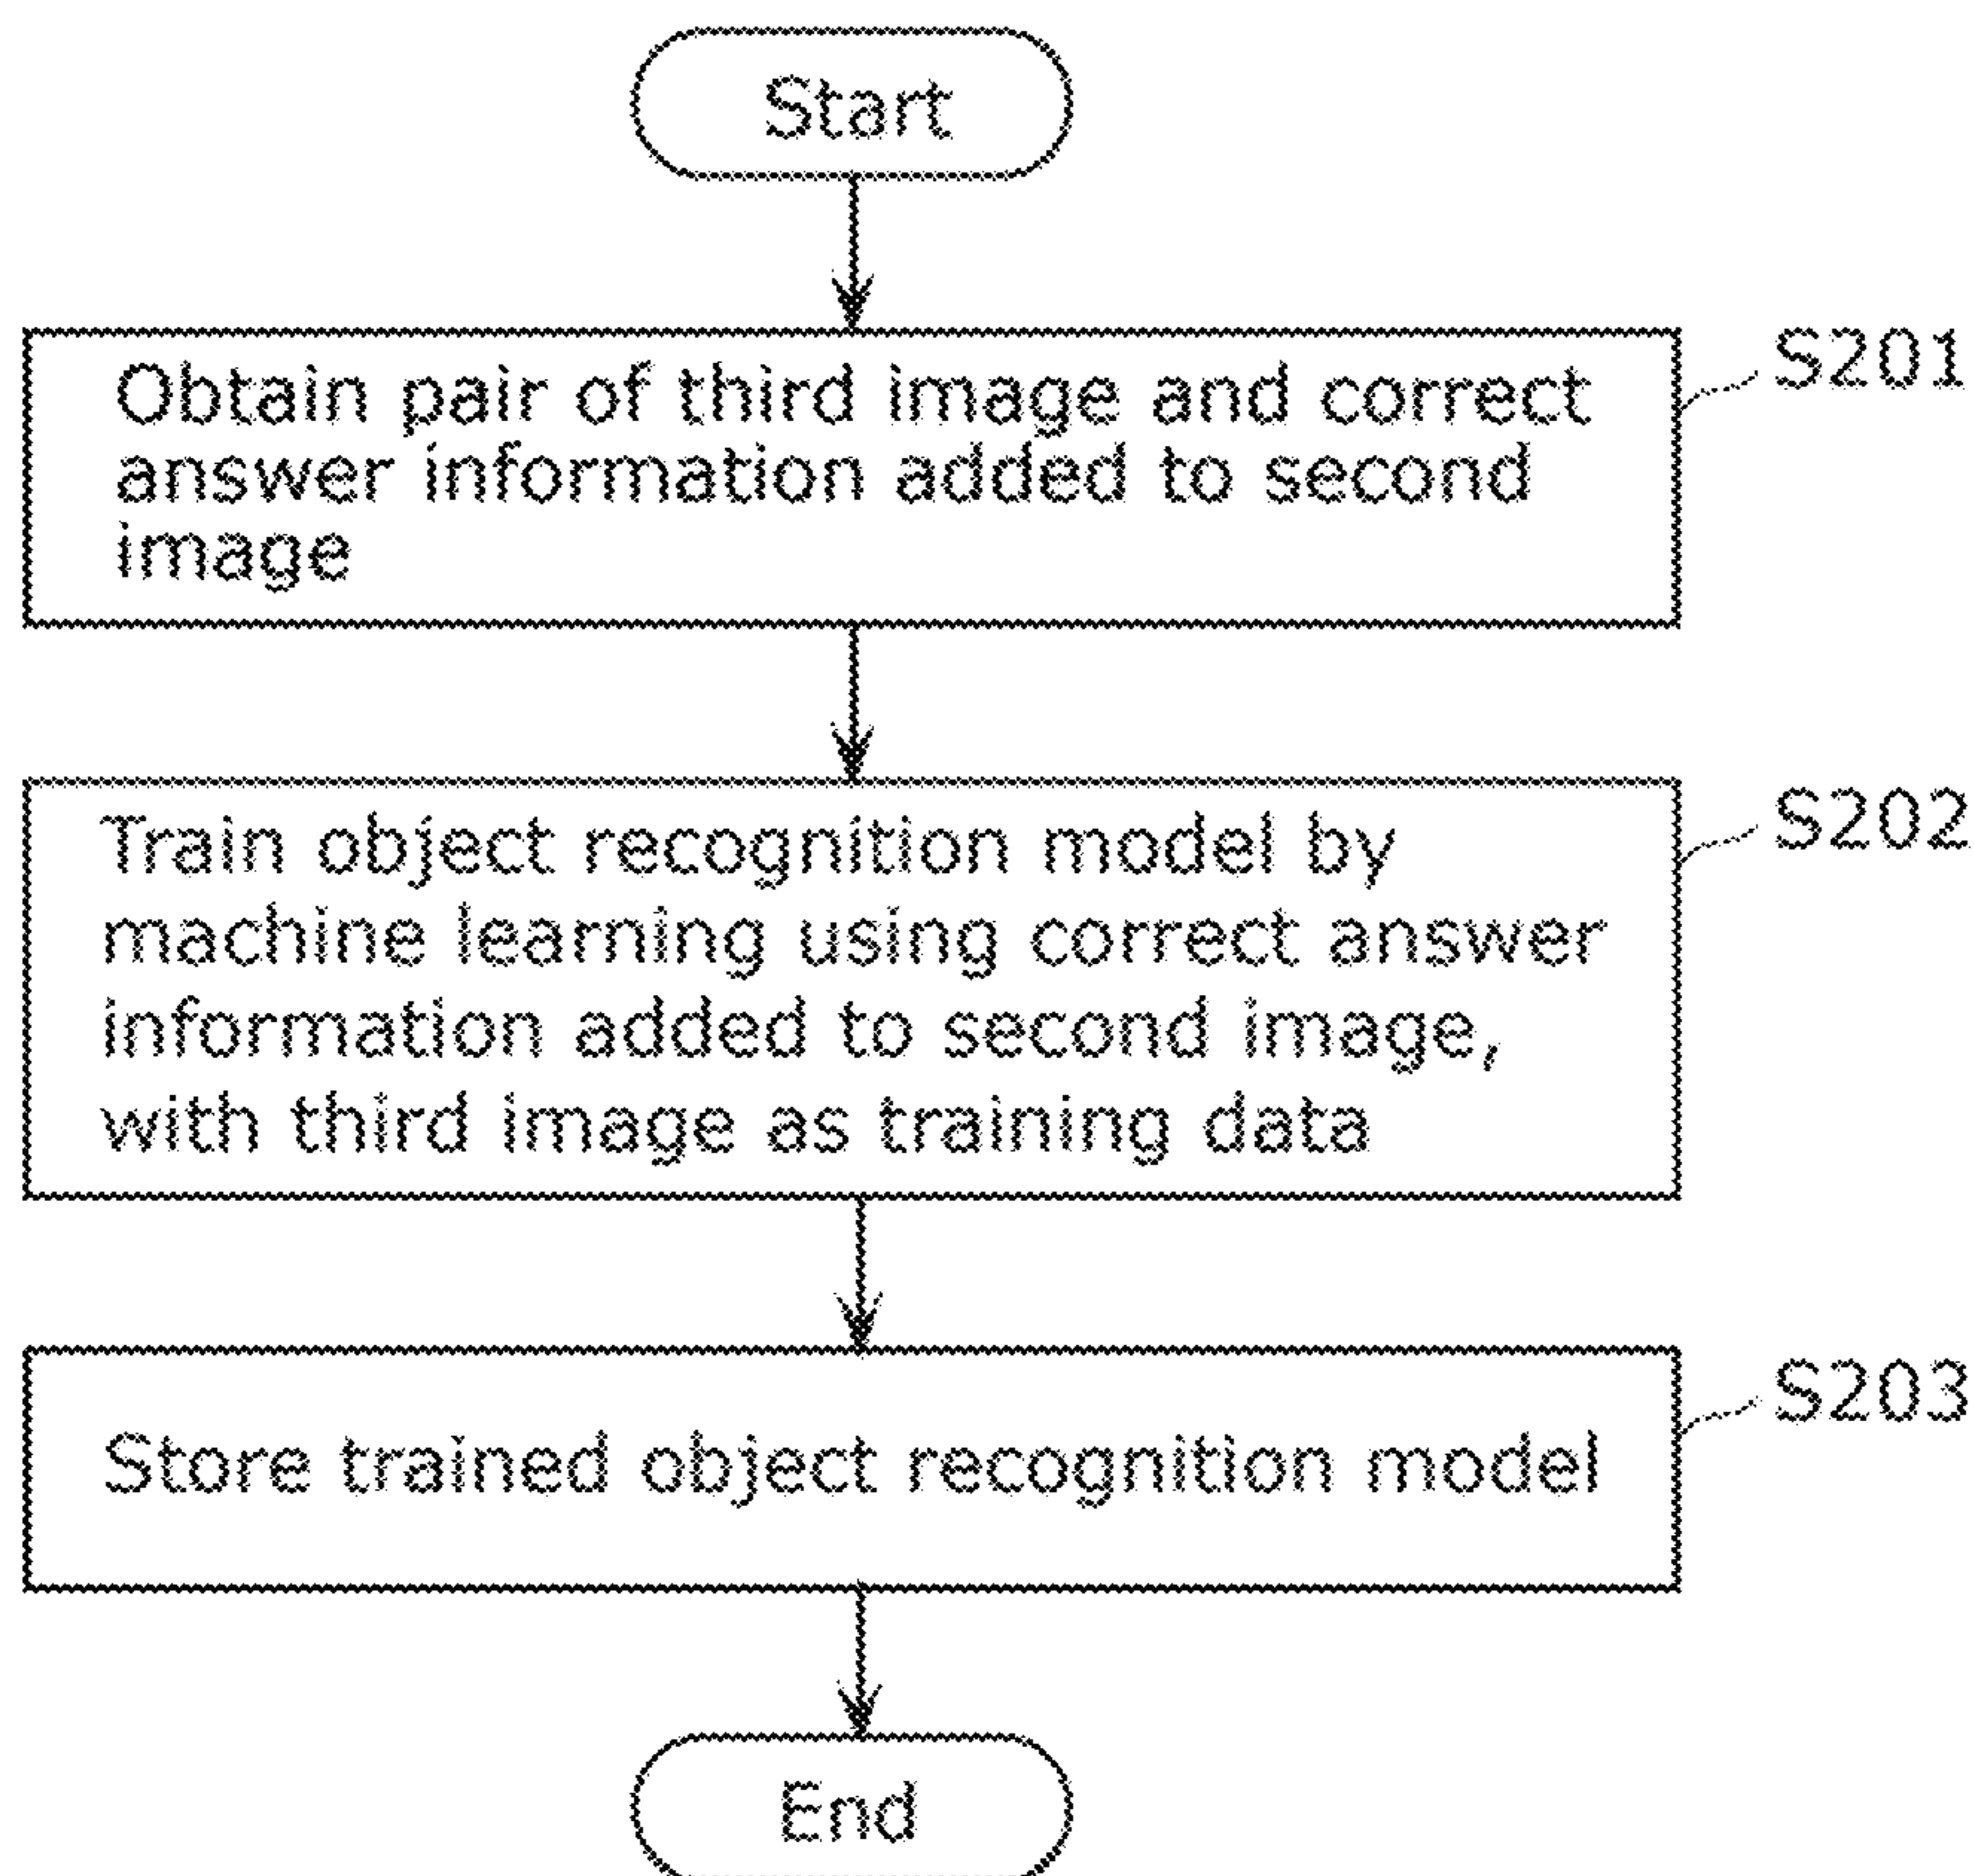 Start
Obtain pair of third image and correct
answer information added to second
image
S201
Train object recognition model by
machine learning using correct answer
information added to second image,
with third image as training data
S202
Store trained object recognition model
S203
End